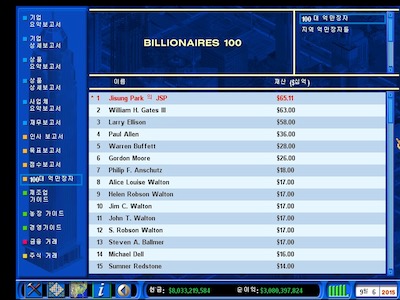 기업
요약보고서
기업
상세보고서
상품
요약보고서
상품
상세보고서
사업체
요약보고서
재무보고서
인사 보고서
목표보고서
점수보고서
100대 억만장자
제조업
가이드
농장 가이드
경영가이드
금융 거래
주식 거래
BILLIONAIRES 100
100 대 억만장자
지역 억만장자들
이름 재산 ($십억)
* 1 Jisung Park JSP $65.11
2 William H. Gates III $63.00
3 Larry Ellison $58.00
4 Paul Allen $36.00
5 Warren Buffett $28.00
6 Gordon Moore $26.00
7 Philip F. Anschutz $18.00
8 Alice Louise Walton $17.00
9 Helen Robson Walton $17.00
10 Jim C. Walton $17.00
11 John T. Walton $17.00
12 S. Robson Walton $17.00
13 Steven A. Ballmer $17.00
14 Michael Dell $16.00
15 Sumner Redstone $14.00
현금: $8,033,219,584 순이익: $3,080,397,824
9월 6 2015